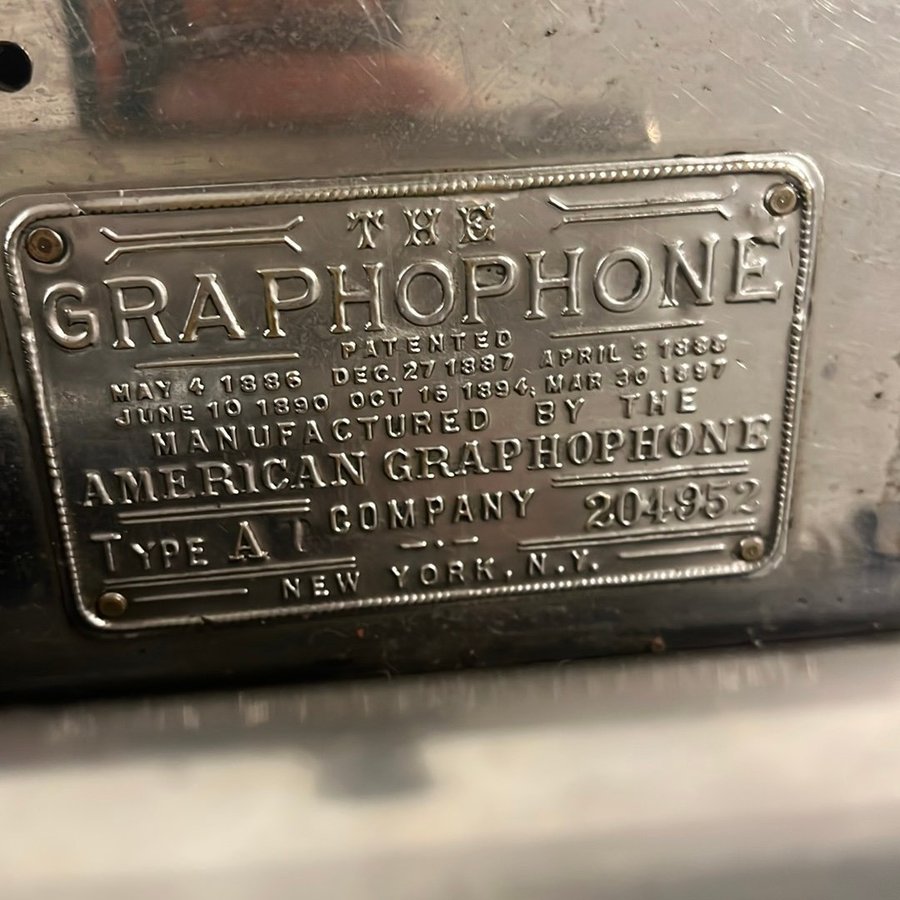 THE
GRAPHOPHONE
PATENTED
MAY 4 1886 DEC. 27 1887 APRIL 3 1888
JUNE 10 1890 OCT 16 1894, MAR 30 1897
MANUFACTURED BY THE
AMERICAN GRAPHOPHONE
COMPANY 204952
TYPE A
NEW YORK, N.Y.